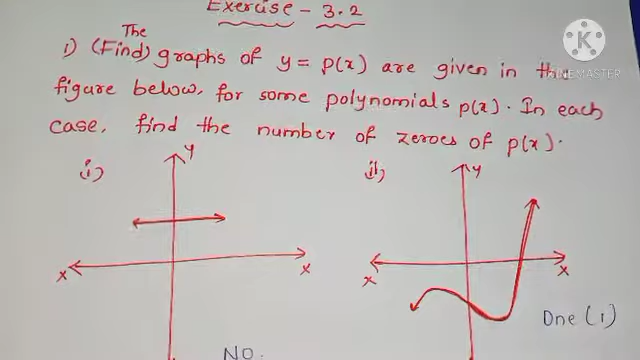 Exercise - 3.2
The
1) (Find) graphs of y = p(x) are given in the
figure below, for some polynomials p(x). In each
case, find the number of zeroes of p(x).
(i)
y
x
x
No.
(ii)
y
x
x
One (1)
KINEMASTER